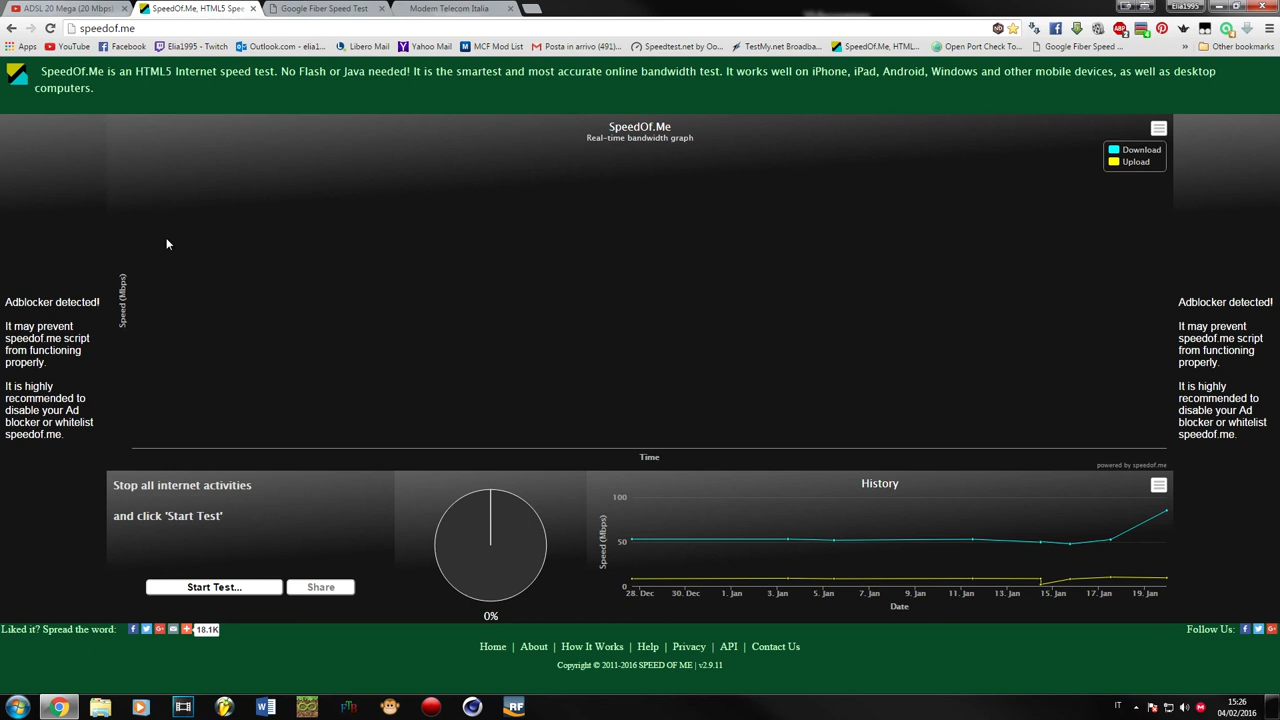 ADSL 20 Mega (20 Mbps)
SpeedOf.Me, HTML5 Spee
Google Fiber Speed Test
Modem Telecom Italia
Elia1995
speedof.me
Apps
YouTube
Facebook
Elia1995 - Twitch
Outlook.com - elia1...
Libero Mail
Yahoo Mail
MCF Mod List
Posta in arrivo (491)...
Speedtest.net by Oo...
TestMy.net Broadba...
SpeedOf.Me, HTML...
Open Port Check To...
Google Fiber Speed ...
»
Other bookmarks
SpeedOf.Me is an HTML5 Internet speed test. No Flash or Java needed! It is the smartest and most accurate online bandwidth test. It works well on iPhone, iPad, Android, Windows and other mobile devices, as well as desktop
computers.
SpeedOf.Me
Real-time bandwidth graph
Download
Upload
Speed (Mbps)
Adblocker detected!
It may prevent
speedof.me script
from functioning
properly.
It is highly
recommended to
disable your Ad
blocker or whitelist
speedof.me.
Adblocker detected!
It may prevent
speedof.me script
from functioning
properly.
It is highly
recommended to
disable your Ad
blocker or whitelist
speedof.me.
Time
powered by speedof.me
Stop all internet activities
and click 'Start Test'
Start Test...
Share
0%
History
100
50
0
Speed (Mbps)
28. Dec
30. Dec
1. Jan
3. Jan
5. Jan
7. Jan
9. Jan
11. Jan
13. Jan
15. Jan
17. Jan
19. Jan
Date
Liked it? Spread the word:
18.1K
Follow Us:
Home | About | How It Works | Help | Privacy | API | Contact Us
Copyright © 2011-2016 SPEED OF ME | v2.9.11
IT
15:26
04/02/2016